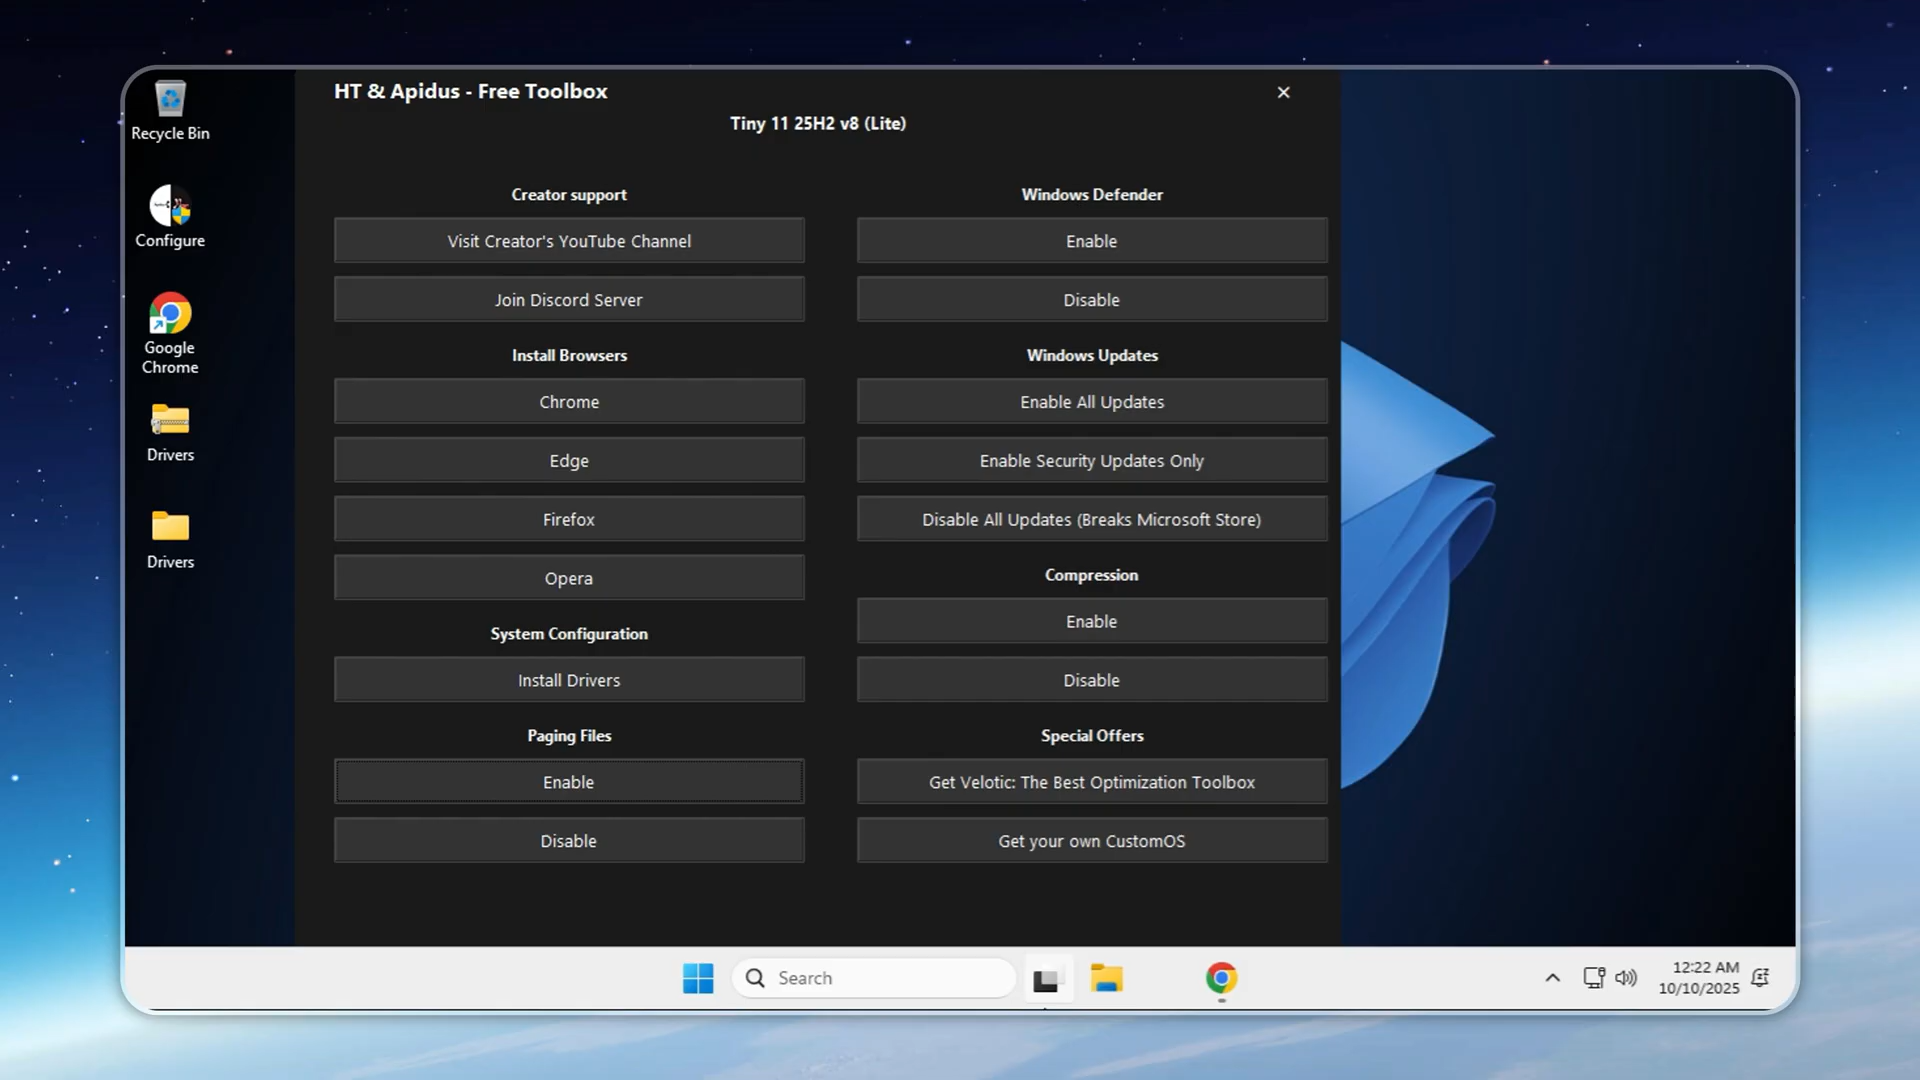 HT & Apidus - Free Toolbox
Tiny 11 25H2 v8 (Lite)
Recycle Bin
Configure
Google
Chrome
Drivers
Drivers
Creator support
Visit Creator's YouTube Channel
Join Discord Server
Install Browsers
Chrome
Edge
Firefox
Opera
System Configuration
Install Drivers
Paging Files
Enable
Disable
Windows Defender
Enable
Disable
Windows Updates
Enable All Updates
Enable Security Updates Only
Disable All Updates (Breaks Microsoft Store)
Compression
Enable
Disable
Special Offers
Get Velotic: The Best Optimization Toolbox
Get your own CustomOS
Search
12:22 AM
10/10/2025